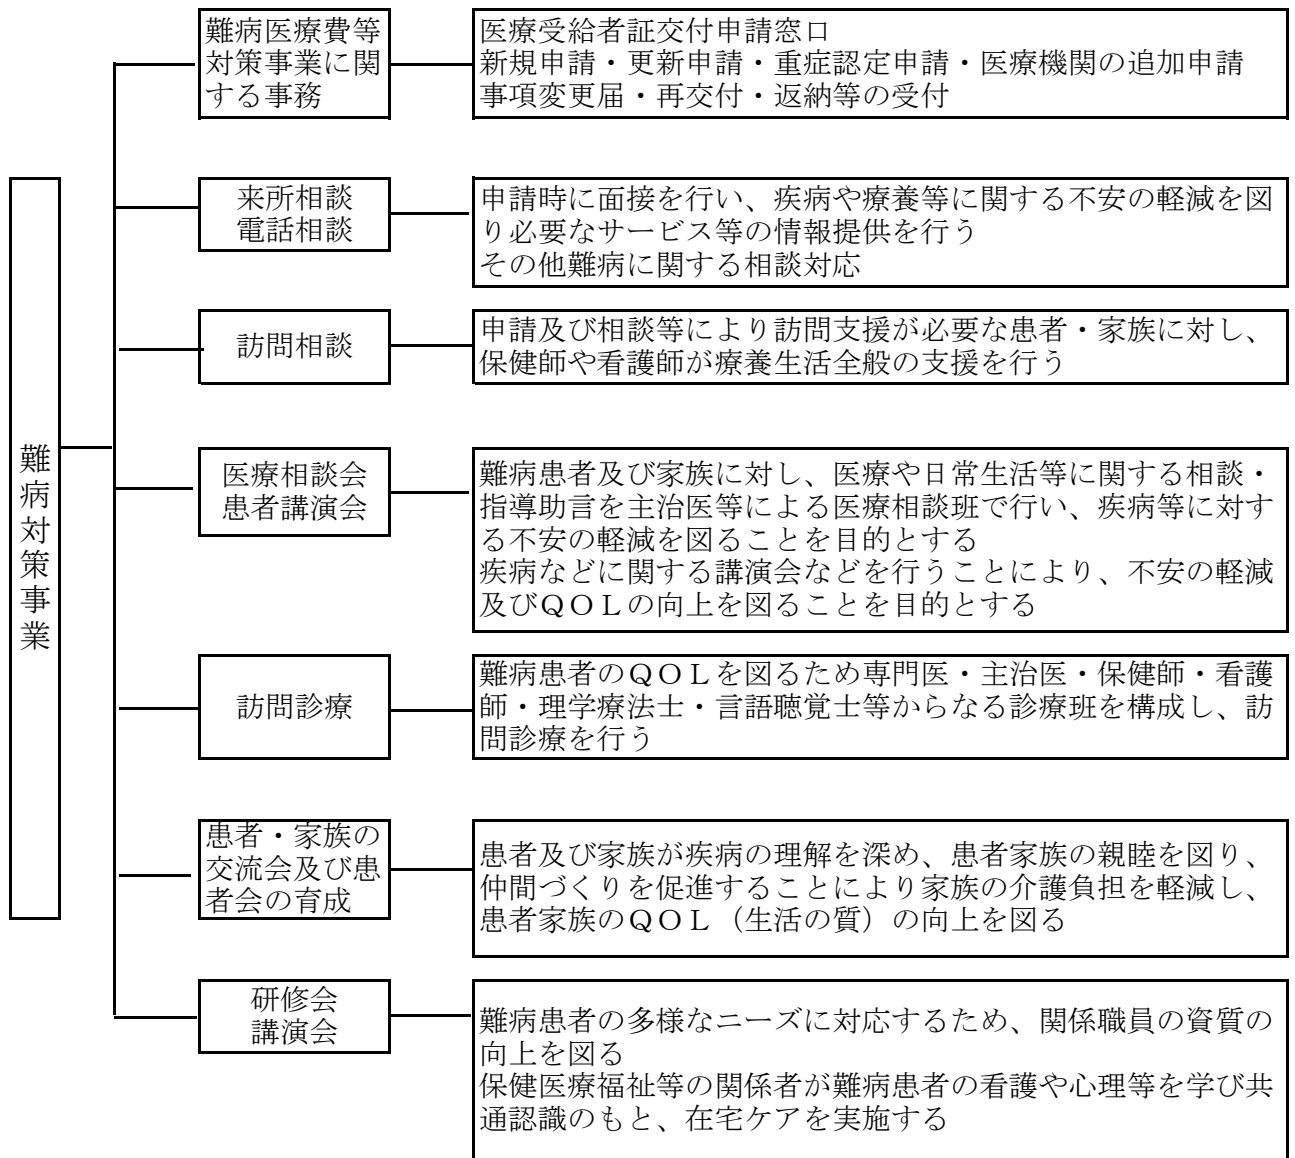 難病対策事業
難病医療費等
対策事業に関
する事務
医療受給者証交付申請窓口
新規申請・更新申請・重症認定申請・医療機関の追加申請
事項変更届・再交付・返納等の受付
来所相談
電話相談
申請時に面接を行い、疾病や療養等に関する不安の軽減を図
り必要なサービス等の情報提供を行う
その他難病に関する相談対応
訪問相談
申請及び相談等により訪問支援が必要な患者・家族に対し、
保健師や看護師が療養生活全般の支援を行う
医療相談会
患者講演会
難病患者及び家族に対し、医療や日常生活等に関する相談・
指導助言を主治医等による医療相談班で行い、疾病等に対す
る不安の軽減を図ることを目的とする
疾病などに関する講演会などを行うことにより、不安の軽減
及びＱＯＬの向上を図ることを目的とする
訪問診療
難病患者のＱＯＬを図るため専門医・主治医・保健師・看護
師・理学療法士・言語聴覚士等からなる診療班を構成し、訪
問診療を行う
患者・家族の
交流会及び患
者会の育成
患者及び家族が疾病の理解を深め、患者家族の親睦を図り、
仲間づくりを促進することにより家族の介護負担を軽減し、
患者家族のＱＯＬ（生活の質）の向上を図る
研修会
講演会
難病患者の多様なニーズに対応するため、関係職員の資質の
向上を図る
保健医療福祉等の関係者が難病患者の看護や心理等を学び共
通認識のもと、在宅ケアを実施する